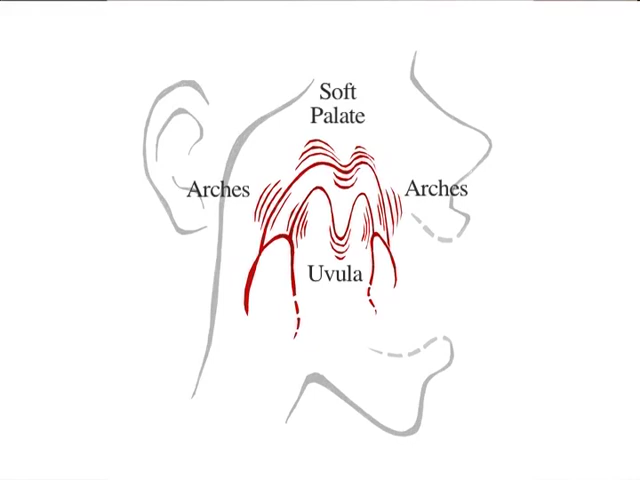 Soft
Palate
Arches
Arches
Uvula